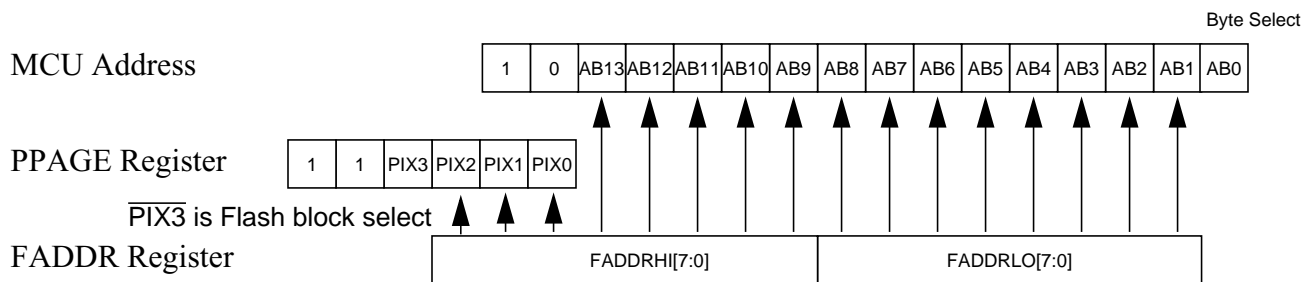 Byte Select
MCU Address 1 0 AB13 AB12 AB11 AB10 AB9 AB8 AB7 AB6 AB5 AB4 AB3 AB2 AB1 AB0
PPAGE Register 1 1 PIX3 PIX2 PIX1 PIX0
PIX3 is Flash block select
FADDR Register FADDRHI[7:0] FADDRLO[7:0]